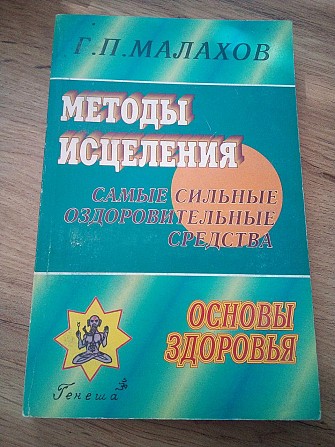 Г.П.МАЛАХОВ
МЕТОДЫ
ИСЦЕЛЕНИЯ
САМЫЕ СИЛЬНЫЕ
ОЗДОРОВИТЕЛЬНЫЕ
СРЕДСТВА
ОСНОВЫ
ЗДОРОВЬЯ
Генеша